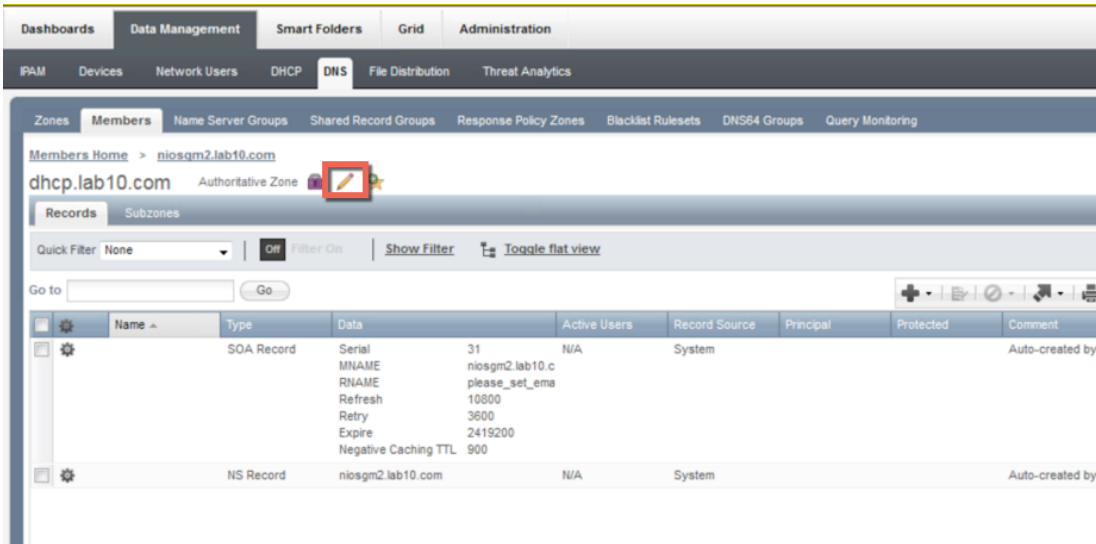 Dashboards Data Management Smart Folders Grid Administration
IPAM Devices Network Users DHCP DNS File Distribution Threat Analytics
Zones Members Name Server Groups Shared Record Groups Response Policy Zones Blacklist Rulesets DNS64 Groups Query Monitoring
Members Home > niosgm2.lab10.com
dhcp.lab10.com Authoritative Zone
Records Subzones
Quick Filter None Off Filter On Show Filter Toggle flat view
Go to Go
Name Type Data Active Users Record Source Principal Protected Comment
SOA Record Serial 31 N/A System Auto-created by
MNAME niosgm2.lab10.c
RNAME please_set_ema
Refresh 10800
Retry 3600
Expire 2419200
Negative Caching TTL 900
NS Record niosgm2.lab10.com N/A System Auto-created by